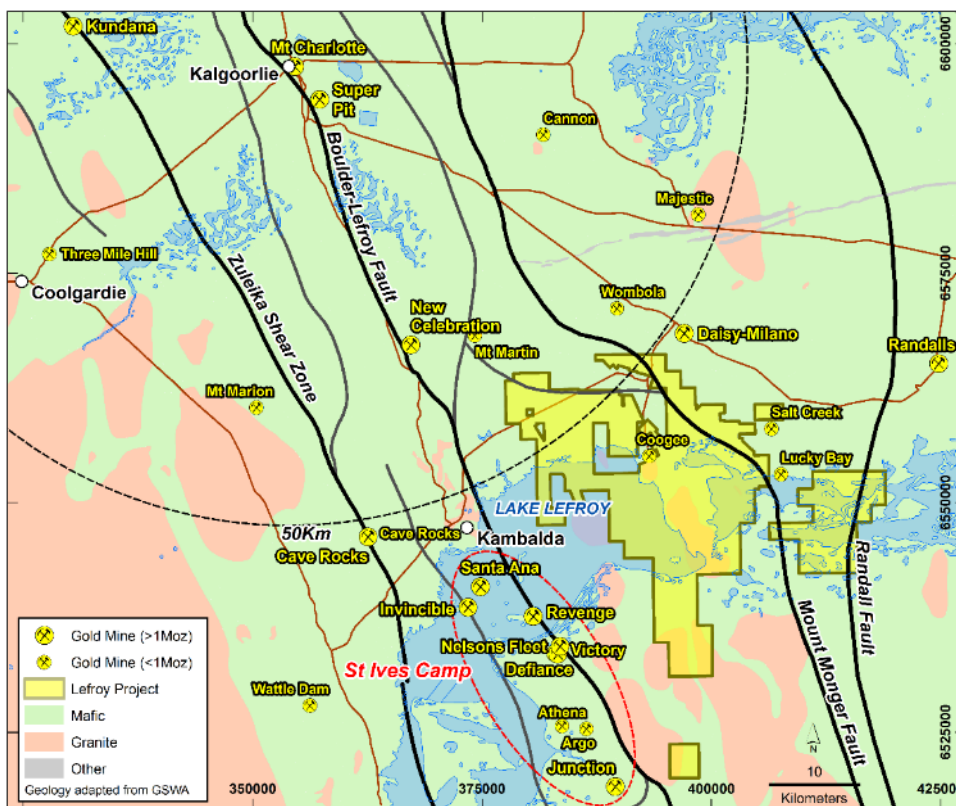 Kundana
Mt Charlotte
Kalgoorlie
Super
Pit
Cannon
6600000
Majestic
Three Mile Hill
Coolgardie
Boulder-Lefroy Fault
Zuleika Shear Zone
6575000
Wombola
New
Celebration
Mt Martin
Daisy-Milano
Randalls
Mt Marion
Salt Creek
Coogee
Lucky Bay
LAKE LEFROY
6550000
50Km
Cave Rocks
Cave Rocks
Kambalda
Santa Ana
Invincible
Revenge
Randall Fault
Mount Monger Fault
Nelsons Fleet
Victory
Defiance
St Ives Camp
Wattle Dam
Athena
Argo
Junction
6525000
Gold Mine (>1Moz)
Gold Mine (<1Moz)
Lefroy Project
Mafic
Granite
Other
Geology adapted from GSWA
N
10
Kilometers
350000
375000
400000
425000